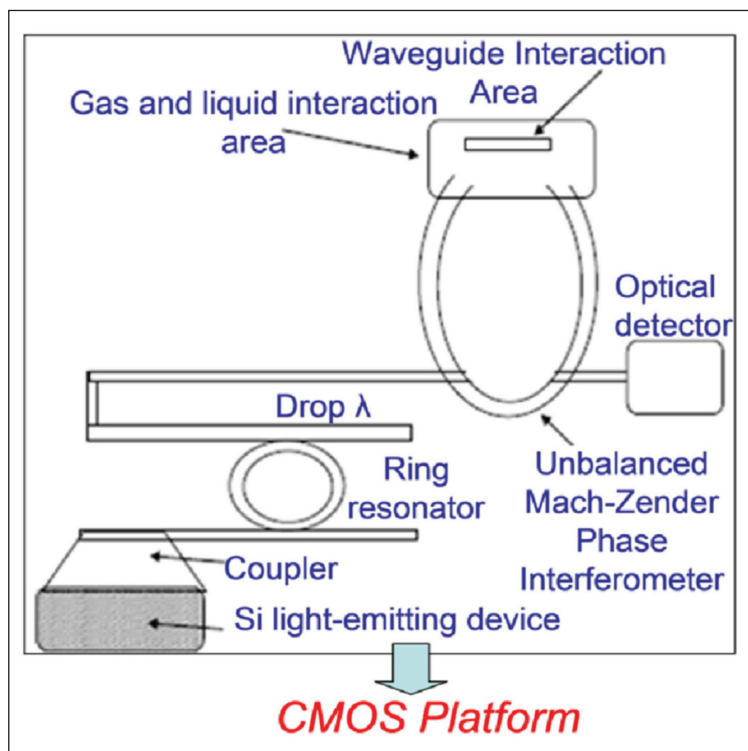 Waveguide Interaction
Area
Gas and liquid interaction
area
Optical
detector
Drop λ
Ring
resonator
Unbalanced
Mach-Zender
Phase
Interferometer
Coupler
Si light-emitting device
CMOS Platform